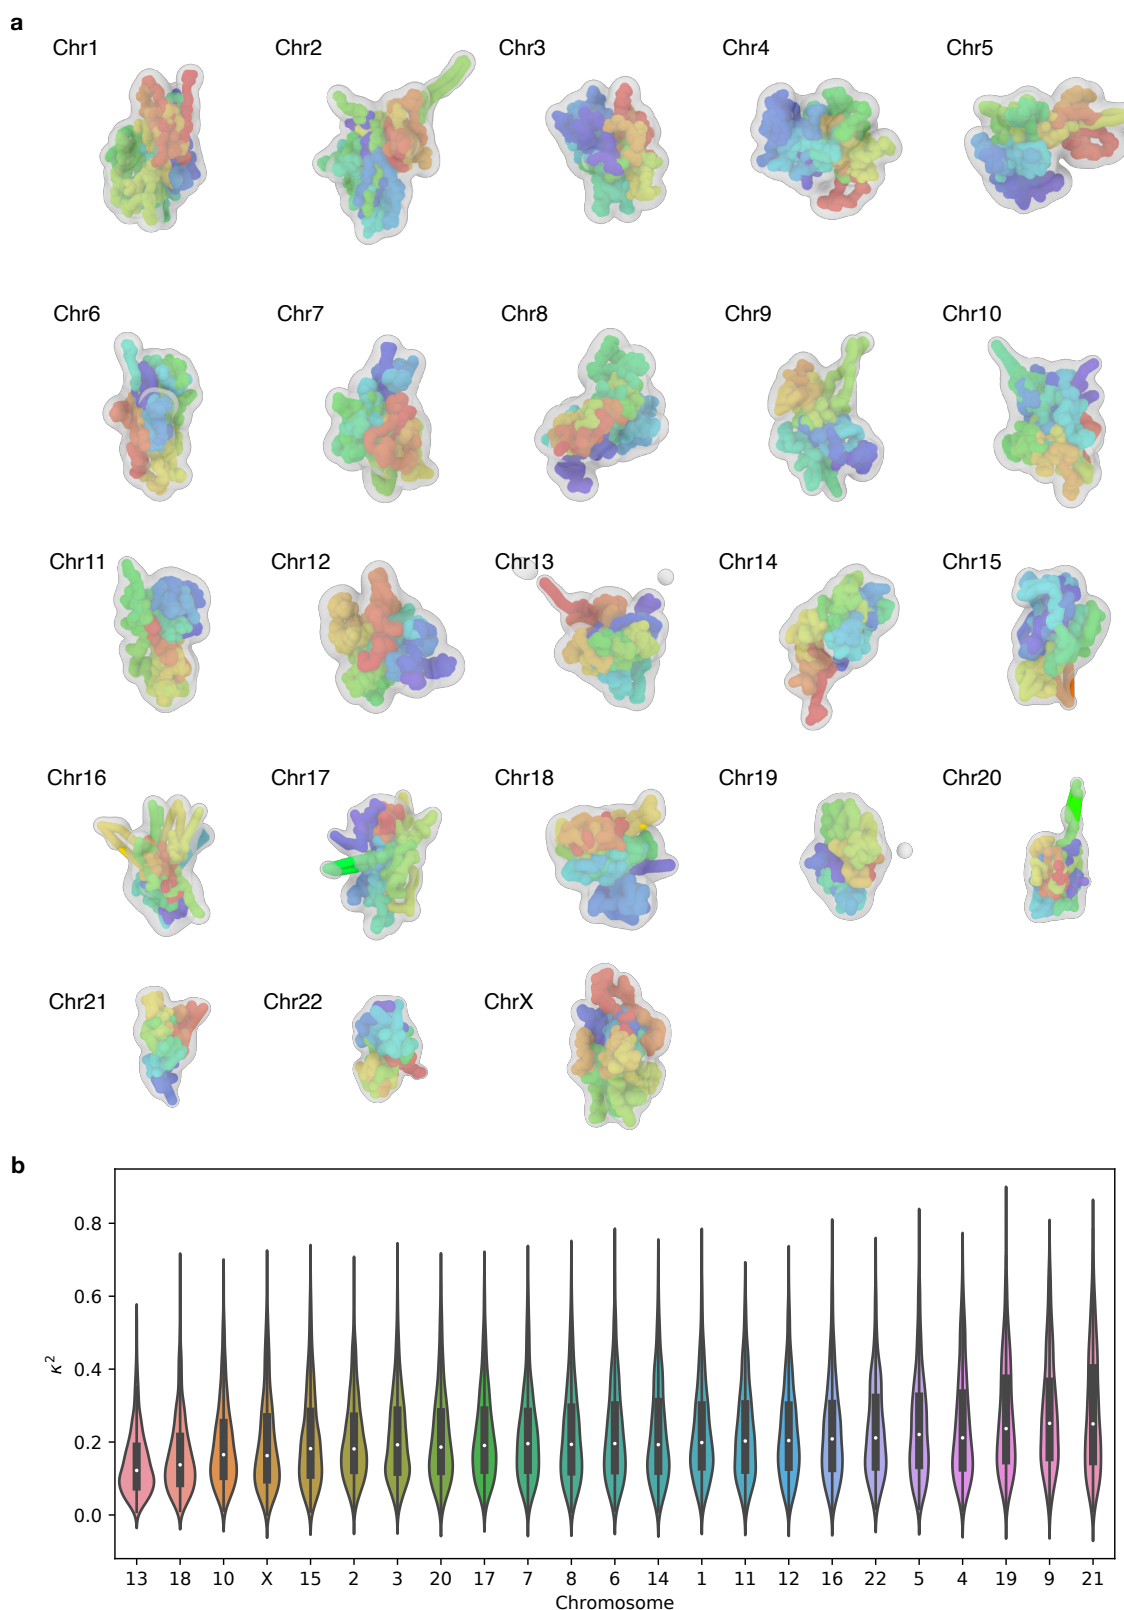 a
Chr1 Chr2 Chr3 Chr4 Chr5
Chr6 Chr7 Chr8 Chr9 Chr10
Chr11 Chr12 Chr13 Chr14 Chr15
Chr16 Chr17 Chr18 Chr19 Chr20
Chr21 Chr22 ChrX
b
0.8
0.6
0.4
0.2
0.0
κ²
13 18 10 X 15 2 3 20 17 7 8 6 14 1 11 12 16 22 5 4 19 9 21
Chromosome